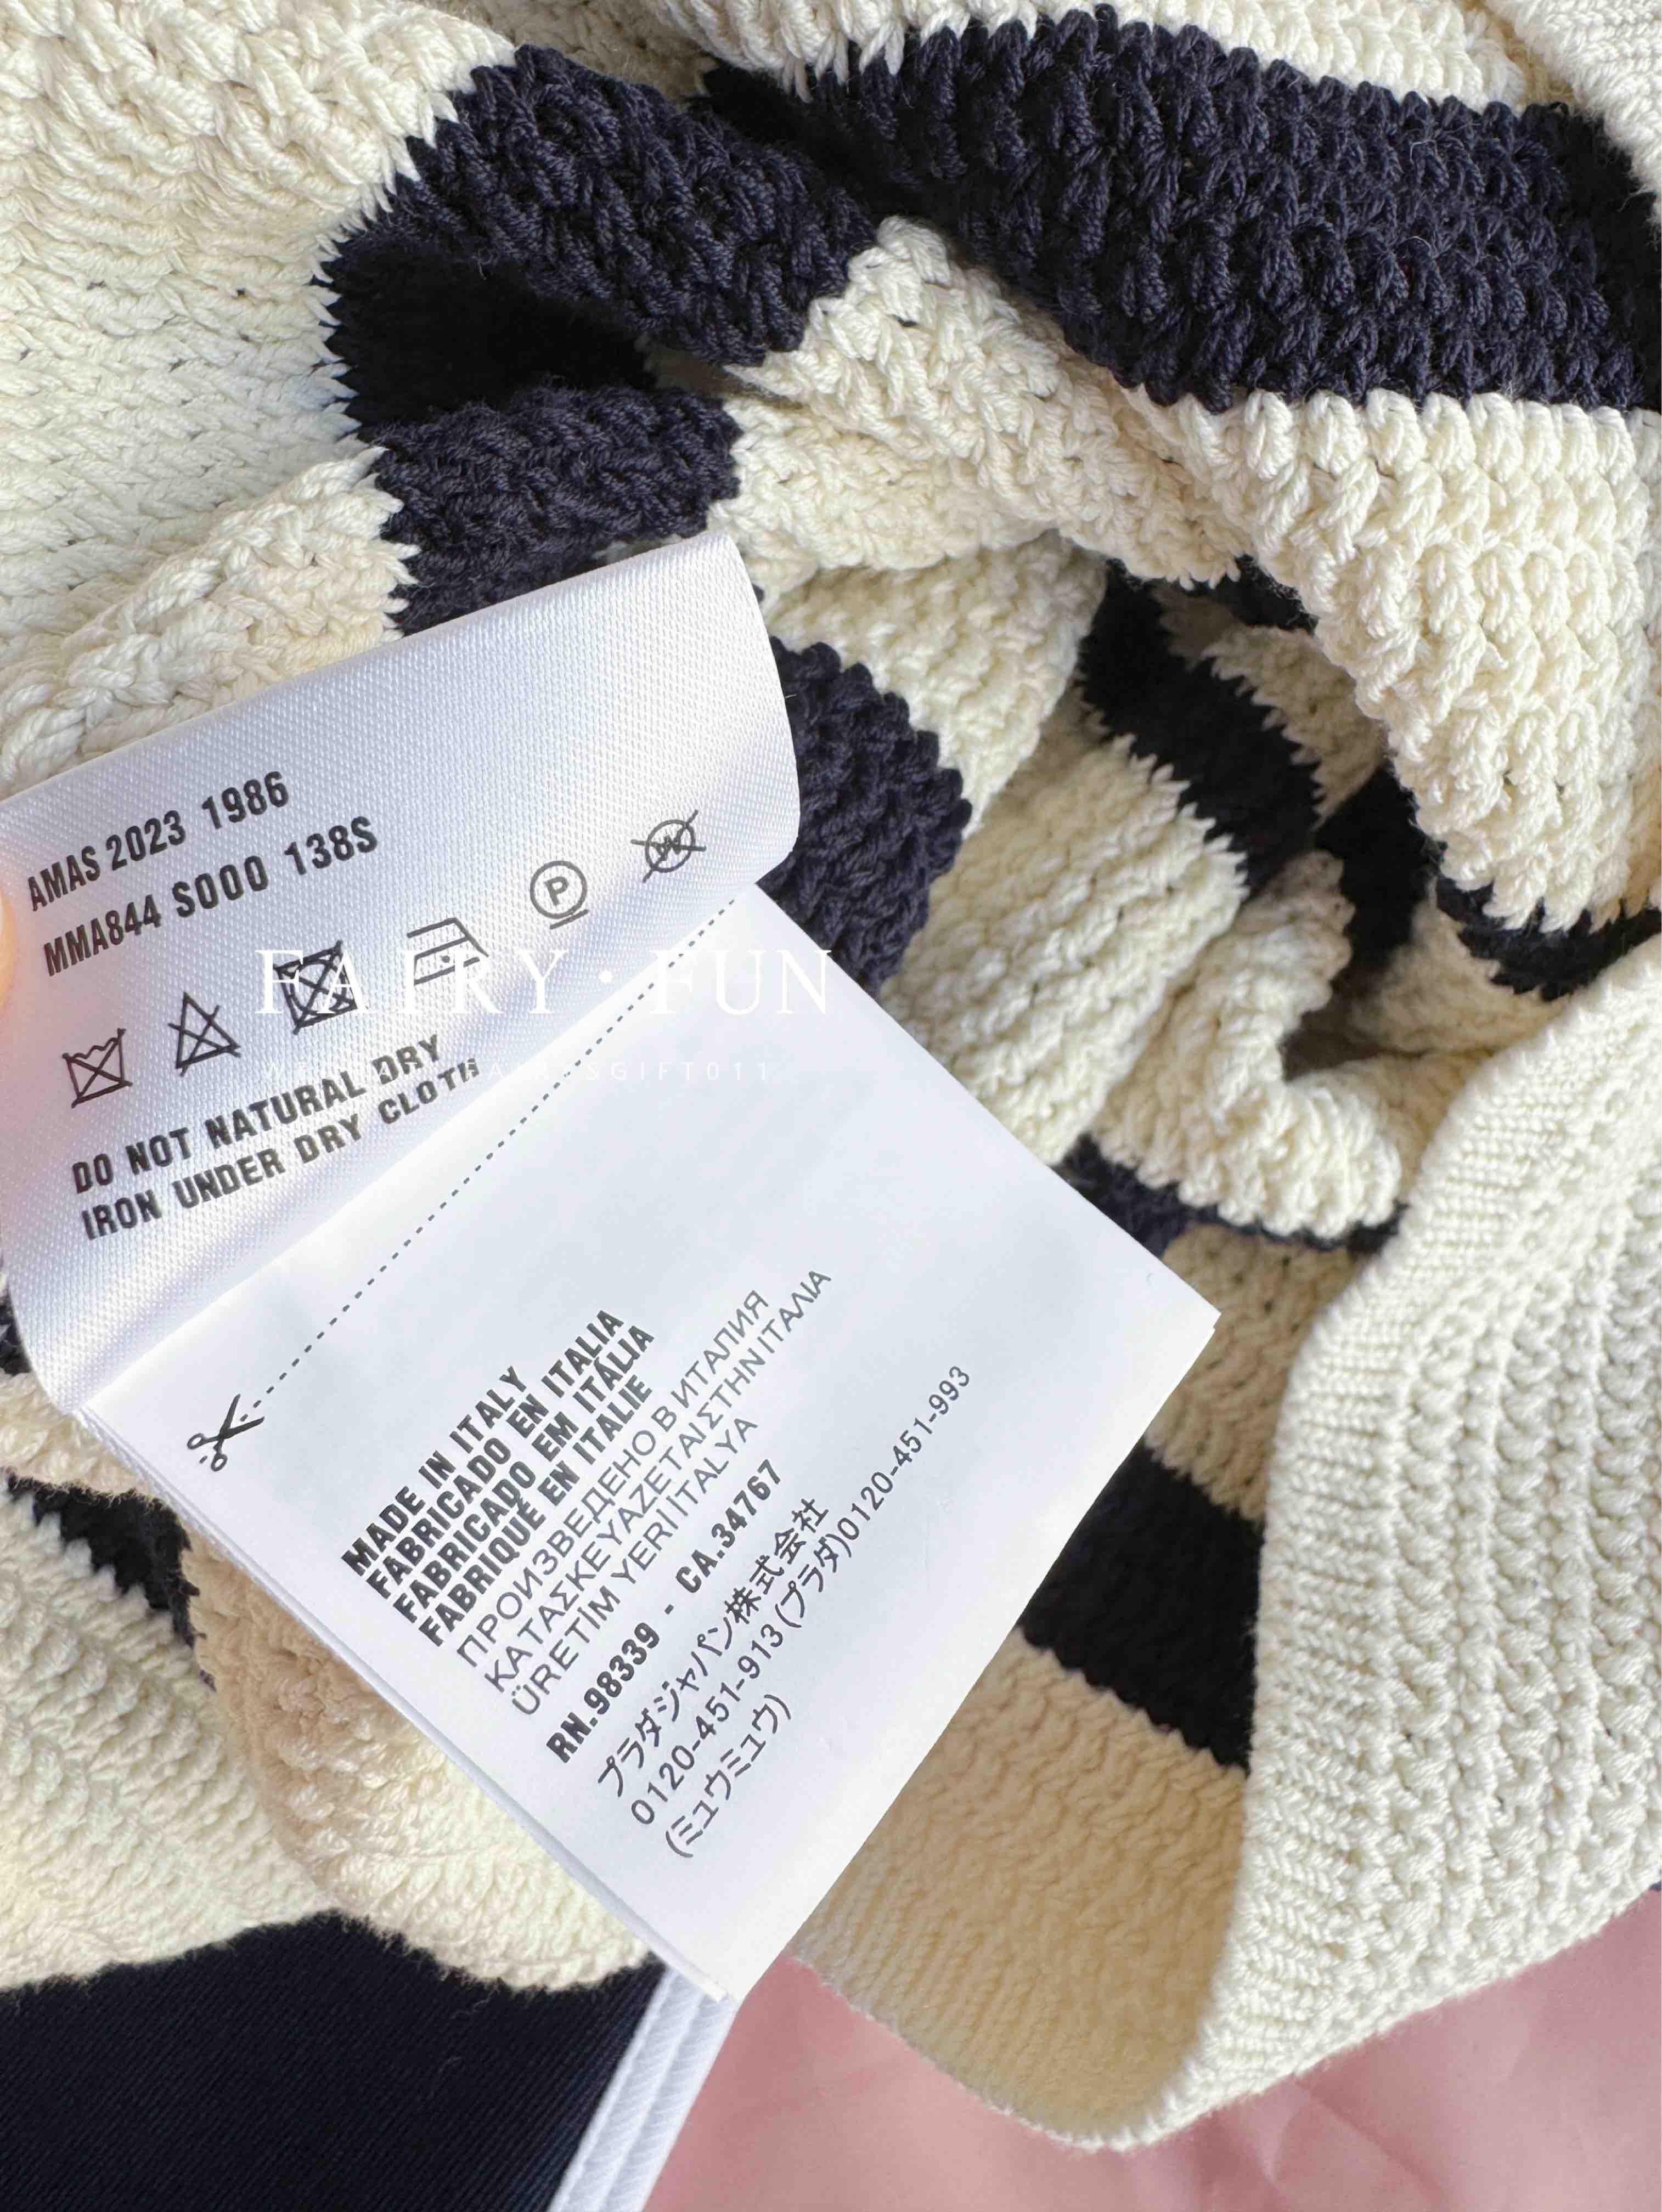 AMAS 2023 1986
MMA844 S000 138S
P
FAIRY·FUN
DO NOT NATURAL DRY
IRON UNDER DRY CLOTH
MADE IN ITALY
FABRICADO EN ITALIA
FABRICADO EM ITÁLIA
FABRIQUÉ EN ITALIE
ПРОИЗВЕДЕНО В ИТАЛИЯ
ΚΑΤΑΣΚΕΥΑΖΕΤΑΙ ΣΤΗΝ ΙΤΑΛΙΑ
ÜRETİM YERİ İTALYA
RN.98339 - CA.34767
プラダジャパン株式会社
0120-451-913 (プラダ)0120-451-993
(ミュウミュウ)